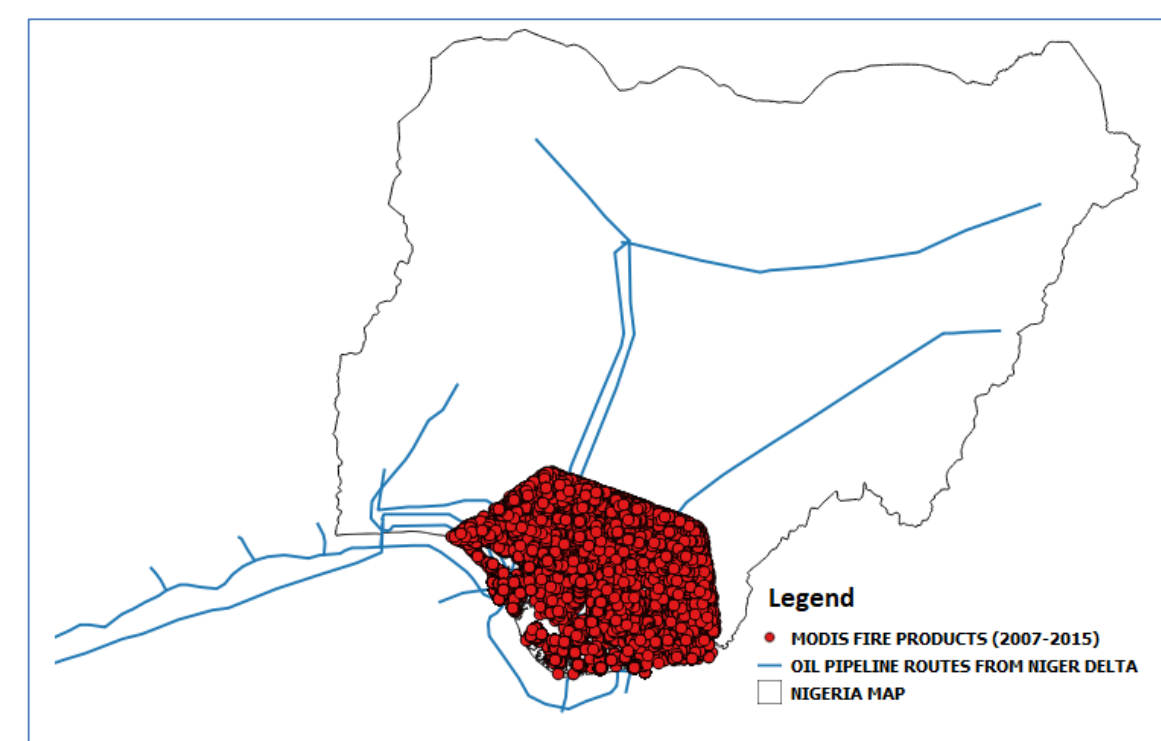 Legend
MODIS FIRE PRODUCTS (2007-2015)
OIL PIPELINE ROUTES FROM NIGER DELTA
NIGERIA MAP